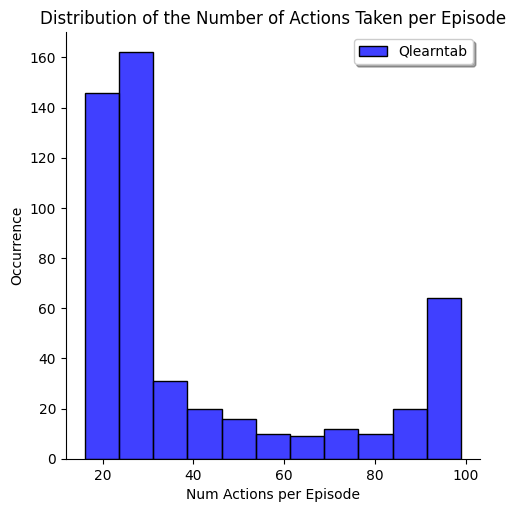 Distribution of the Number of Actions Taken per Episode
Qlearntab
160
140
120
100
80
60
40
20
0
Occurrence
20 40 60 80 100
Num Actions per Episode